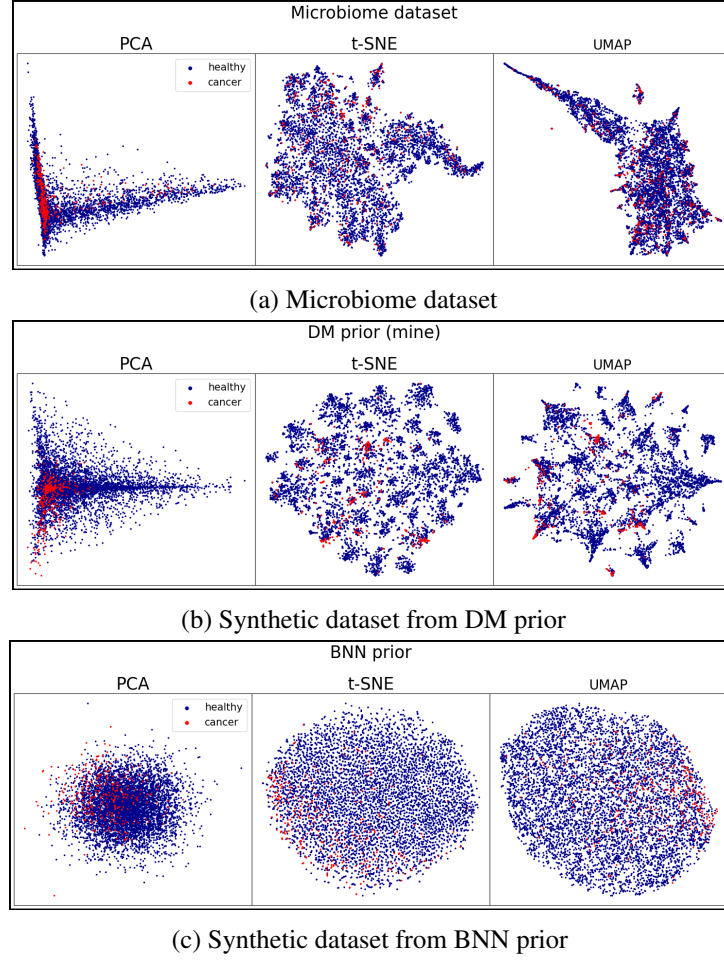 Microbiome dataset
PCA
t-SNE
UMAP
healthy
cancer
(a) Microbiome dataset
DM prior (mine)
PCA
t-SNE
UMAP
healthy
cancer
(b) Synthetic dataset from DM prior
BNN prior
PCA
t-SNE
UMAP
healthy
cancer
(c) Synthetic dataset from BNN prior